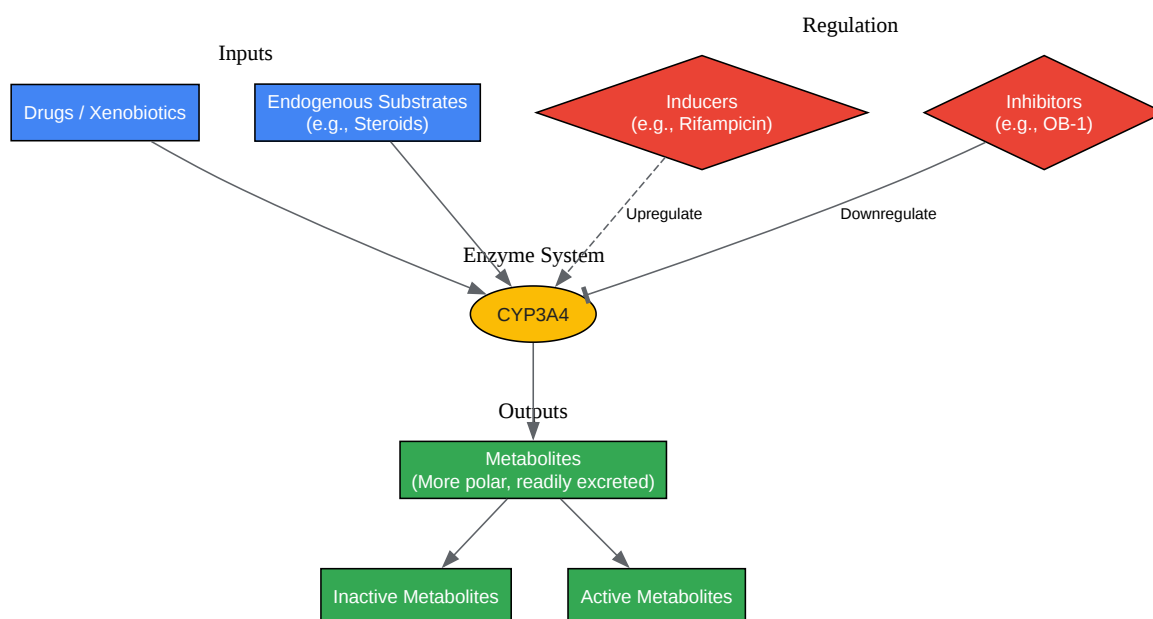 Regulation
Inputs
Drugs / Xenobiotics
Endogenous Substrates
(e.g., Steroids)
Inducers
(e.g., Rifampicin)
Inhibitors
(e.g., OB-1)
Upregulate
Downregulate
Enzyme System
CYP3A4
Outputs
Metabolites
(More polar, readily excreted)
Inactive Metabolites
Active Metabolites